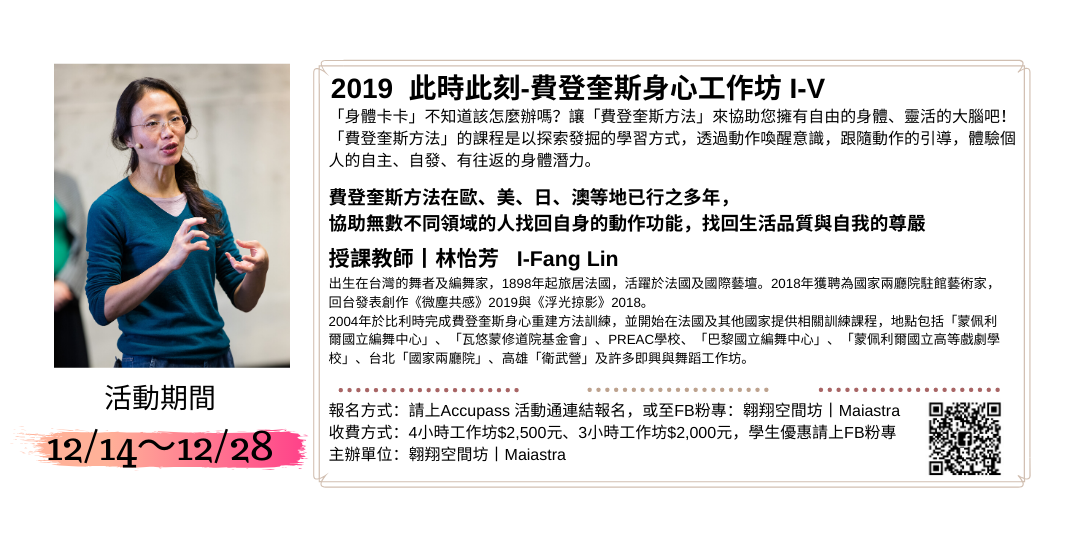 2019 此時此刻-費登奎斯身心工作坊 I-V
「身體卡卡」不知道該怎麼辦嗎？讓「費登奎斯方法」來協助您擁有自由的身體、靈活的大腦吧！
「費登奎斯方法」的課程是以探索發掘的學習方式，透過動作喚醒意識，跟隨動作的引導，體驗個
人的自主、自發、有往返的身體潛力。
費登奎斯方法在歐、美、日、澳等地已行之多年，
協助無數不同領域的人找回自身的動作功能，找回生活品質與自我的尊嚴
授課教師丨林怡芳 I-Fang Lin
出生在台灣的舞者及編舞家，1898年起旅居法國，活躍於法國及國際藝壇。2018年獲聘為國家兩廳院駐館藝術家，
回台發表創作《微塵共感》2019與《浮光掠影》2018。
2004年於比利時完成費登奎斯身心重建方法訓練，並開始在法國及其他國家提供相關訓練課程，地點包括「蒙佩利
爾國立編舞中心」、「瓦悠蒙修道院基金會」、PREAC學校、「巴黎國立編舞中心」、「蒙佩利爾國立高等戲劇學
校」、台北「國家兩廳院」、高雄「衛武營」及許多即興與舞蹈工作坊。
活動期間
12/14～12/28
報名方式：請上Accupass 活動通連結報名，或至FB粉專：翱翔空間坊丨Maiastra
收費方式：4小時工作坊$2,500元、3小時工作坊$2,000元，學生優惠請上FB粉專
主辦單位：翱翔空間坊丨Maiastra